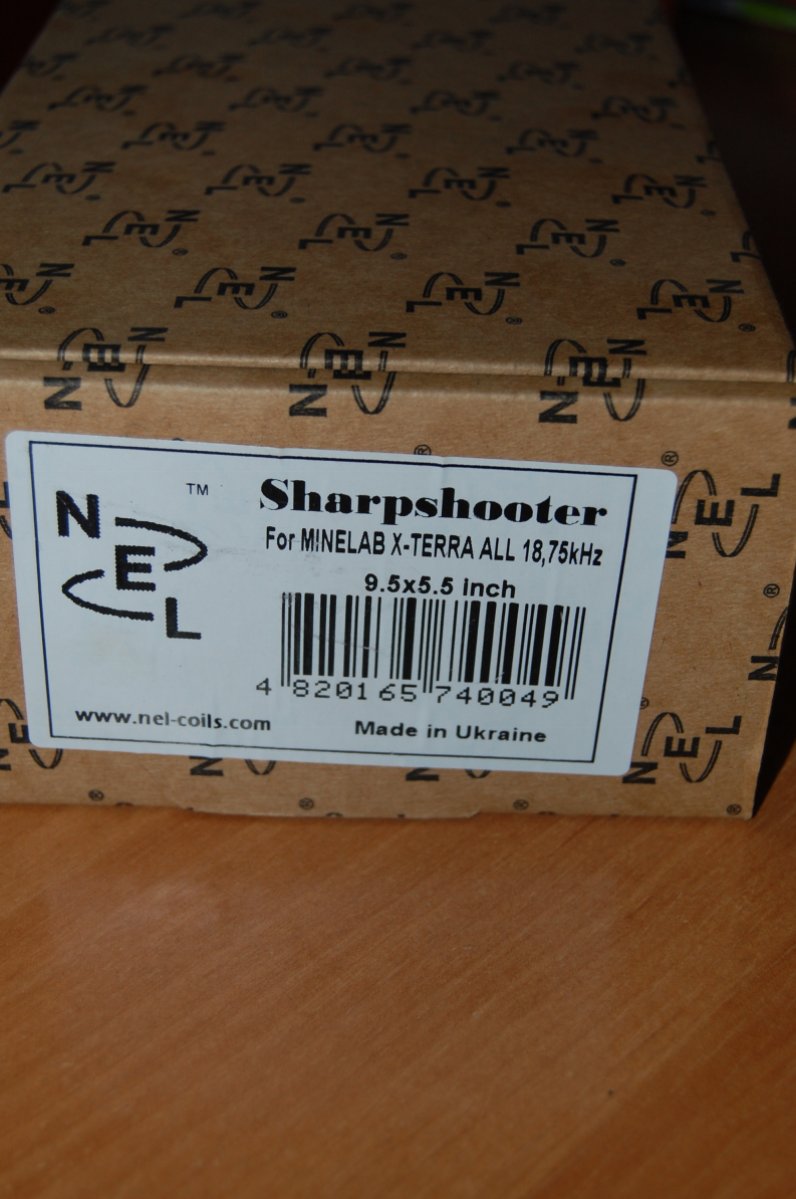 NEL
™
Sharpshooter
For MINELAB X-TERRA ALL 18,75kHz
9.5x5.5 inch
4 820165 740049
www.nel-coils.com
Made in Ukraine